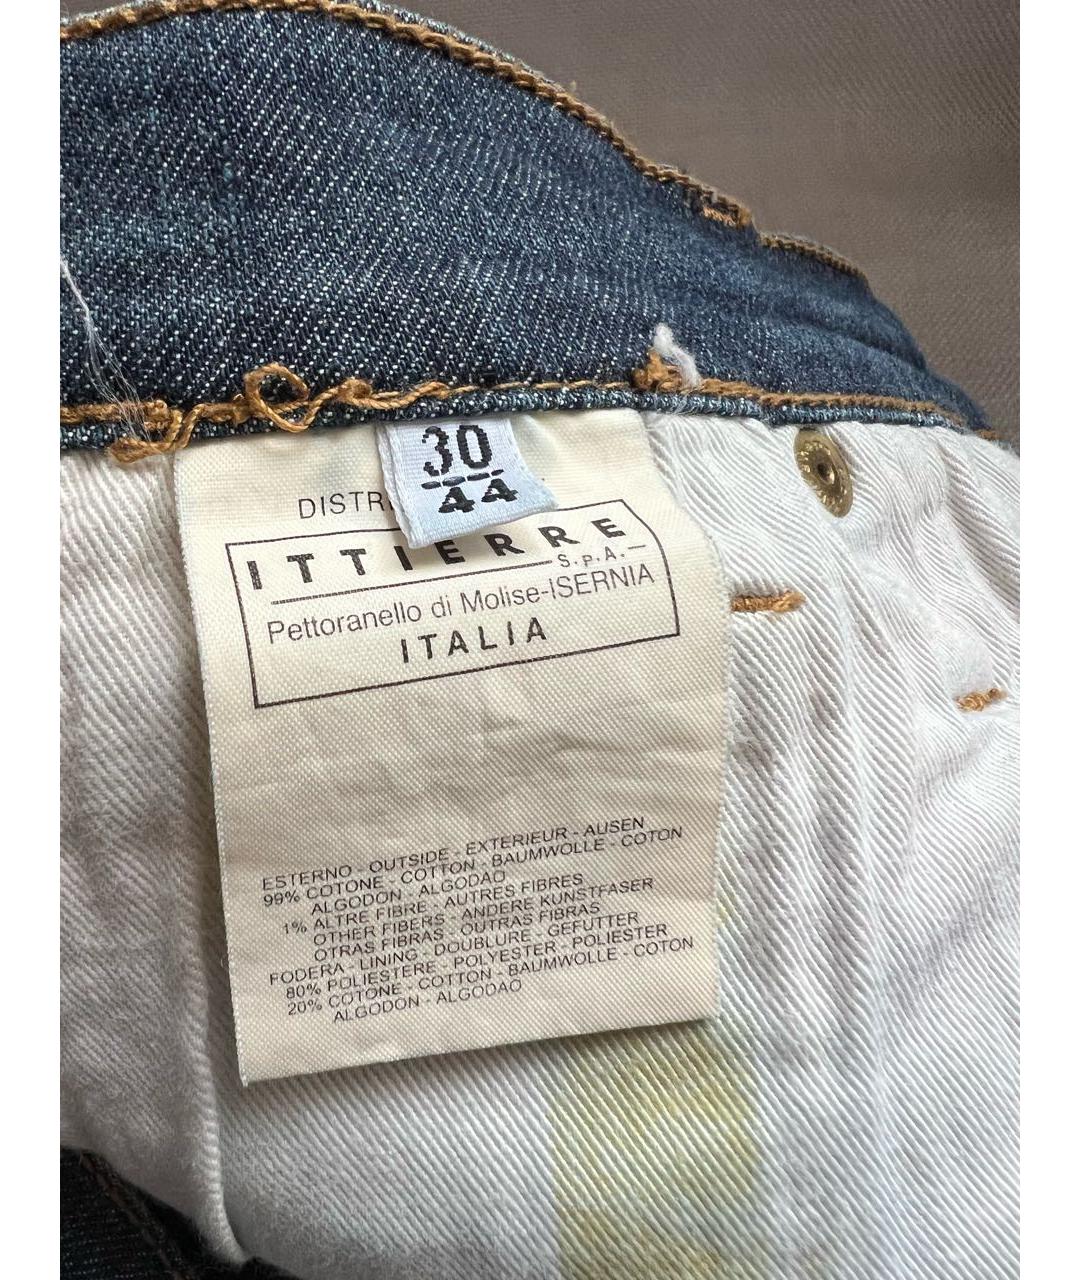 30
44
DISTR
ITTIERRE
S.p.A.
Pettoranello di Molise-ISERNIA
ITALIA
ESTERNO - OUTSIDE - EXTERIEUR - AUSEN
99% COTONE - COTTON - BAUMWOLLE - COTON
ALGODON - ALGODAO
1% ALTRE FIBRE - AUTRES FIBRES
OTHER FIBERS - ANDERE KUNSTFASER
OTRAS FIBRAS - OUTRAS FIBRAS
FODERA - LINING - DOUBLURE - GEFUTTER
80% POLIESTERE - POLYESTER - POLIESTER
20% COTONE - COTTON - BAUMWOLLE - COTON
ALGODON - ALGODAO